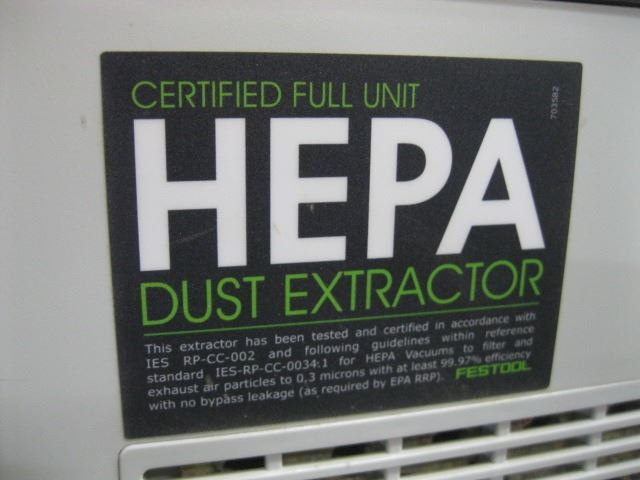 CERTIFIED FULL UNIT
703582
HEPA
DUST EXTRACTOR
This extractor has been tested and certified in accordance with
IES RP-CC-002 and following guidelines within reference
standard IES-RP-CC-0034.1 for HEPA Vacuums to filter and
exhaust air particles to 0,3 microns with at least 99.97% efficiency
with no bypass leakage (as required by EPA RRP).
FESTOOL